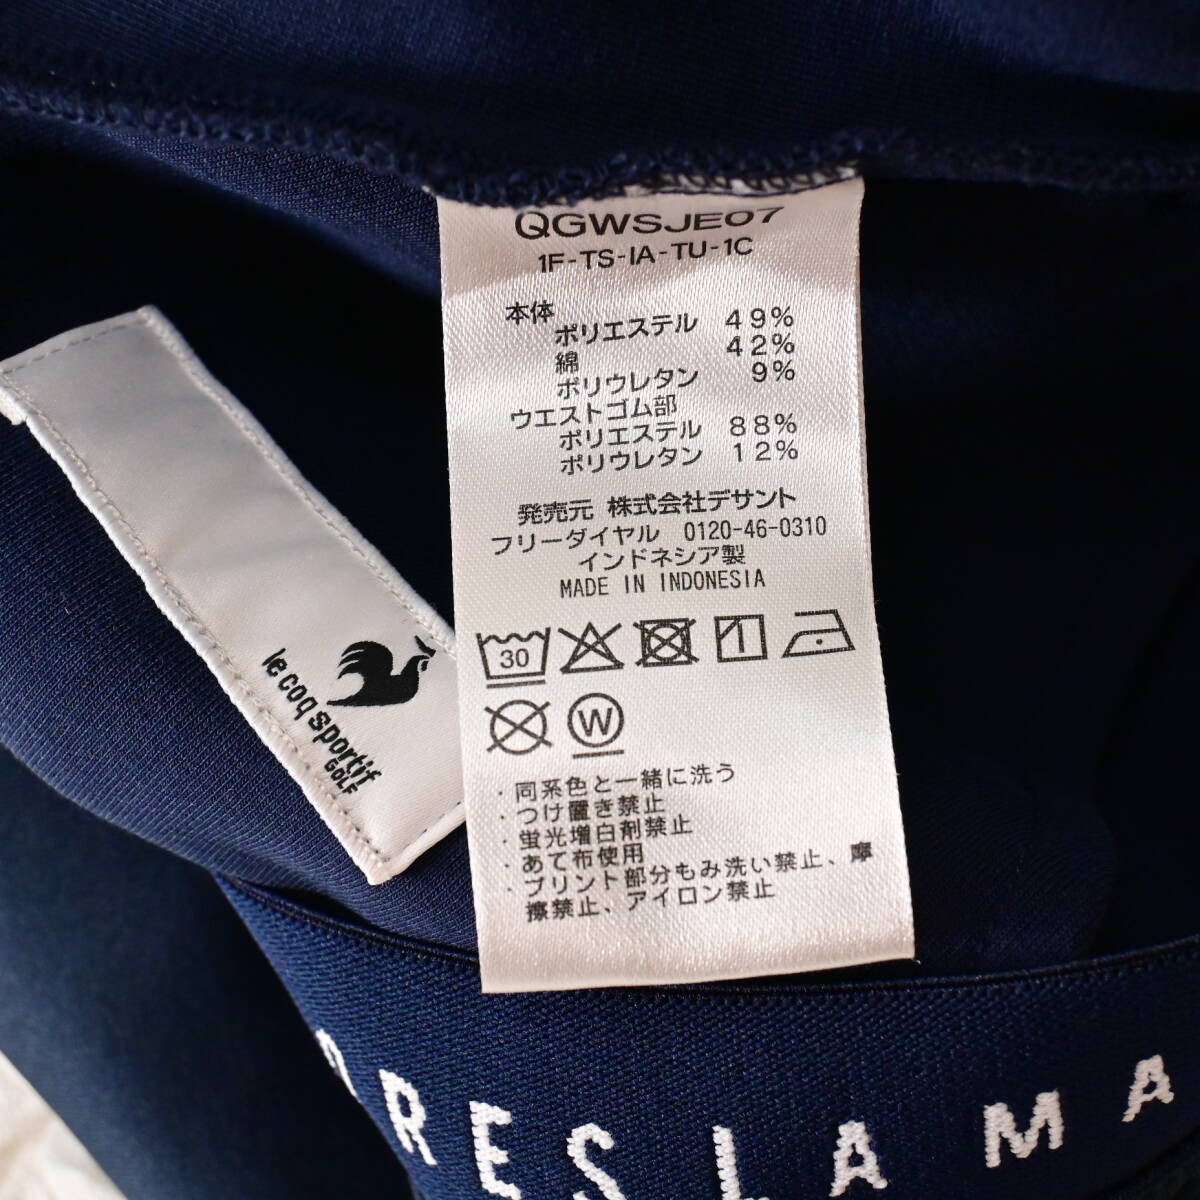 QGWSJE07
1F-TS-IA-TU-1C
本体
ポリエステル 49%
綿 42%
ポリウレタン 9%
ウエストゴム部
ポリエステル 88%
ポリウレタン 12%
発売元 株式会社デサント
フリーダイヤル 0120-46-0310
インドネシア製
MADE IN INDONESIA
30
W
・同系色と一緒に洗う
・つけ置き禁止
・蛍光増白剤禁止
・あて布使用
・プリント部分もみ洗い禁止、摩
擦禁止、アイロン禁止
le coq sportif
GOLF
RES LA MA